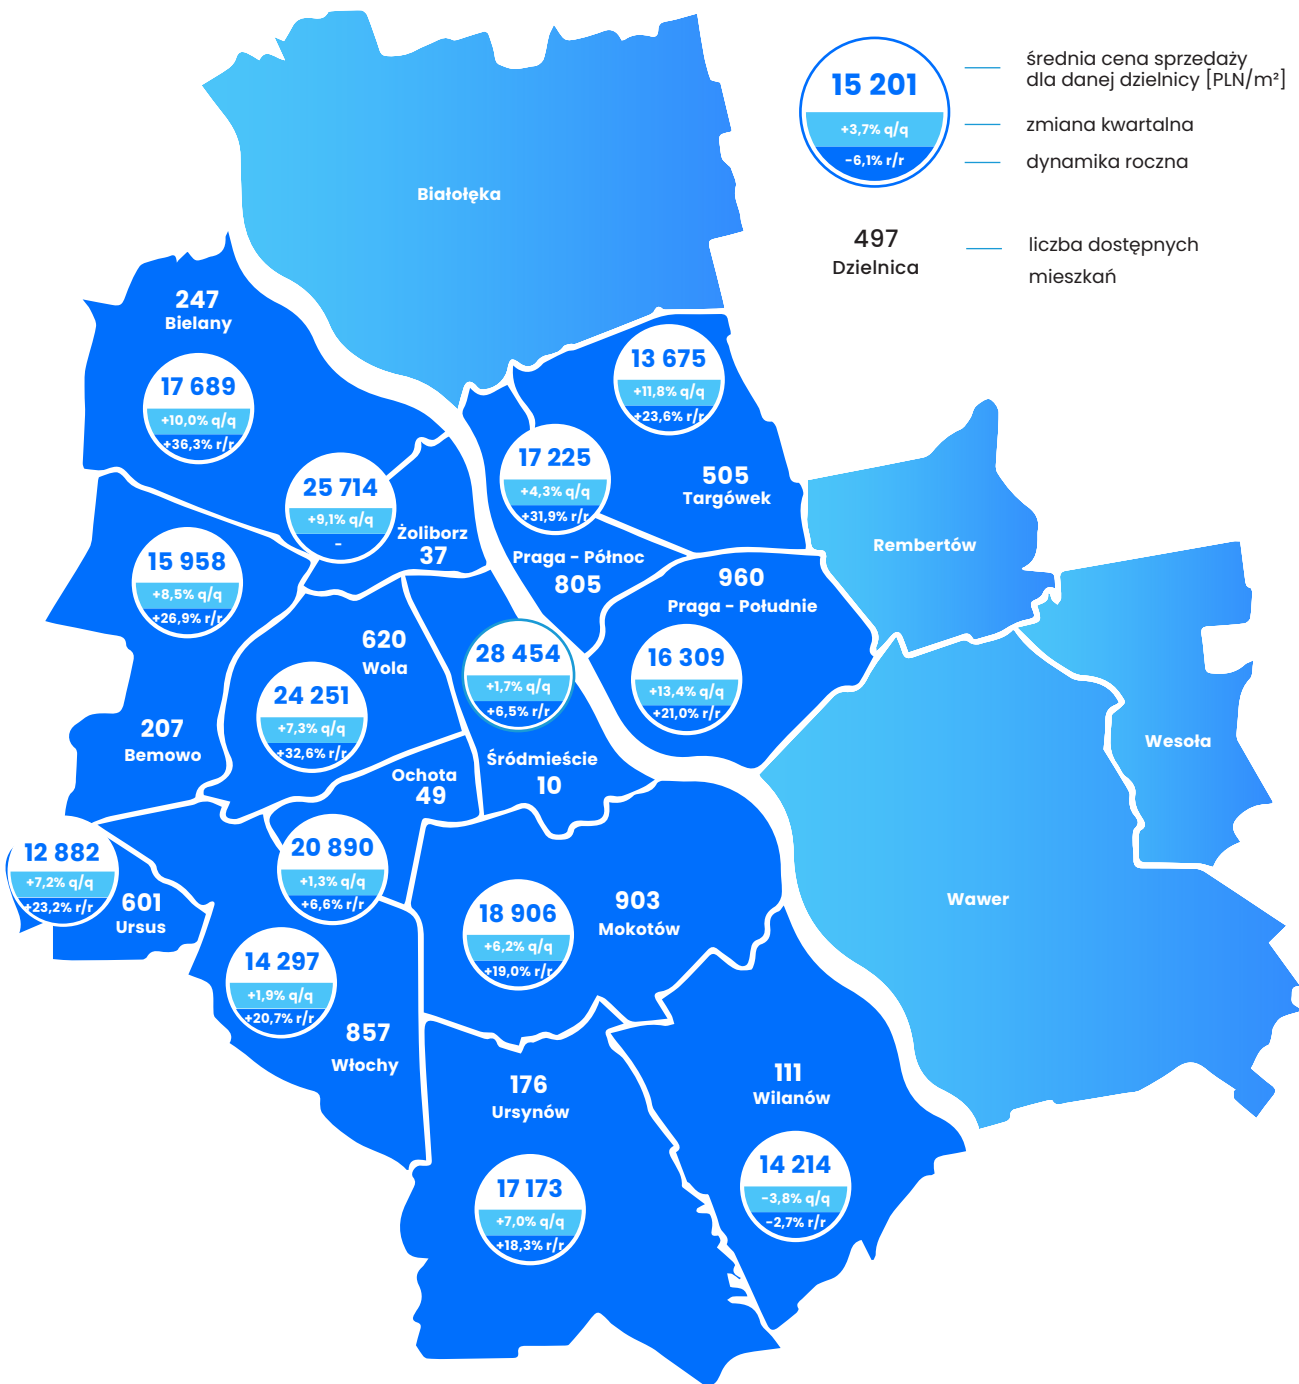 15 201
+3,7% q/q
-6,1% r/r
średnia cena sprzedaży
dla danej dzielnicy [PLN/m²]
zmiana kwartalna
dynamika roczna
497
Dzielnica
liczba dostępnych
mieszkań
Białołęka
247
Bielany
17 689
+10,0% q/q
+36,3% r/r
13 675
+11,8% q/q
+23,6% r/r
505
Targówek
17 225
+4,3% q/q
+31,9% r/r
Praga - Północ
805
25 714
+9,1% q/q
-
Żoliborz
37
Rembertów
15 958
+8,5% q/q
+26,9% r/r
207
Bemowo
960
Praga - Południe
16 309
+13,4% q/q
+21,0% r/r
620
Wola
24 251
+7,3% q/q
+32,6% r/r
28 454
+1,7% q/q
+6,5% r/r
Śródmieście
10
Wesoła
Ochota
49
20 890
+1,3% q/q
+6,6% r/r
12 882
+7,2% q/q
+23,2% r/r
601
Ursus
18 906
+6,2% q/q
+19,0% r/r
903
Mokotów
Wawer
14 297
+1,9% q/q
+20,7% r/r
857
Włochy
176
Ursynów
17 173
+7,0% q/q
+18,3% r/r
111
Wilanów
14 214
-3,8% q/q
-2,7% r/r